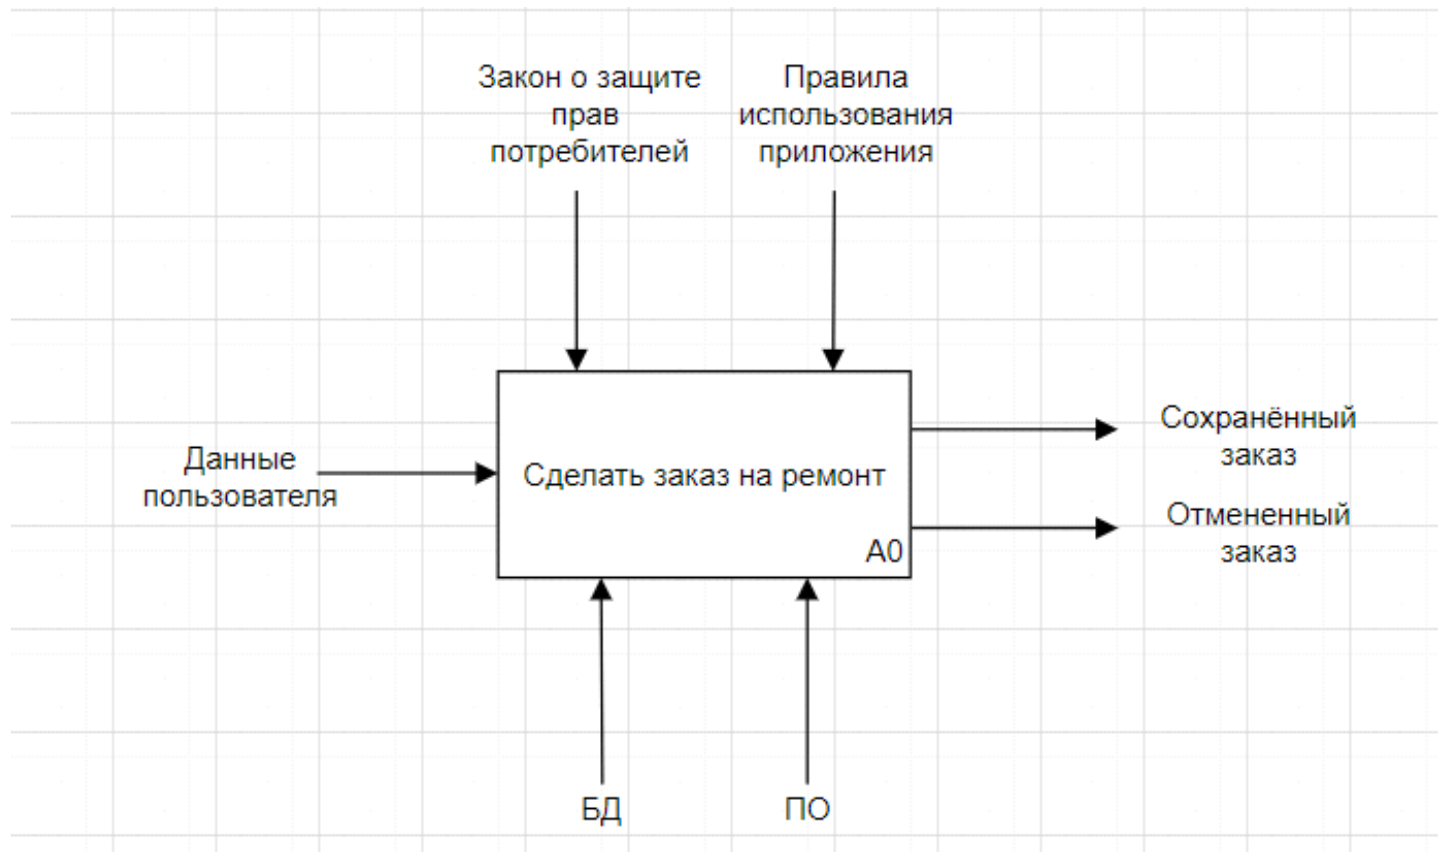 Закон о защите
прав
потребителей
Правила
использования
приложения
Данные
пользователя
Сделать заказ на ремонт
A0
Сохранённый
заказ
Отмененный
заказ
БД
ПО